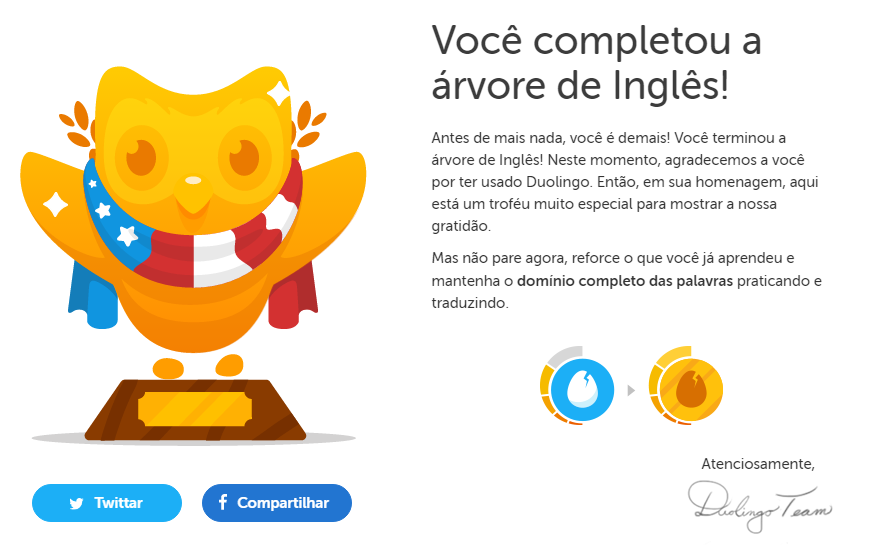 Você completou a
árvore de Inglês!
Antes de mais nada, você é demais! Você terminou a
árvore de Inglês! Neste momento, agradecemos a você
por ter usado Duolingo. Então, em sua homenagem, aqui
está um troféu muito especial para mostrar a nossa
gratidão.
Mas não pare agora, reforce o que você já aprendeu e
mantenha o domínio completo das palavras praticando e
traduzindo.
Atenciosamente,
Duolingo Team
Twittar
Compartilhar